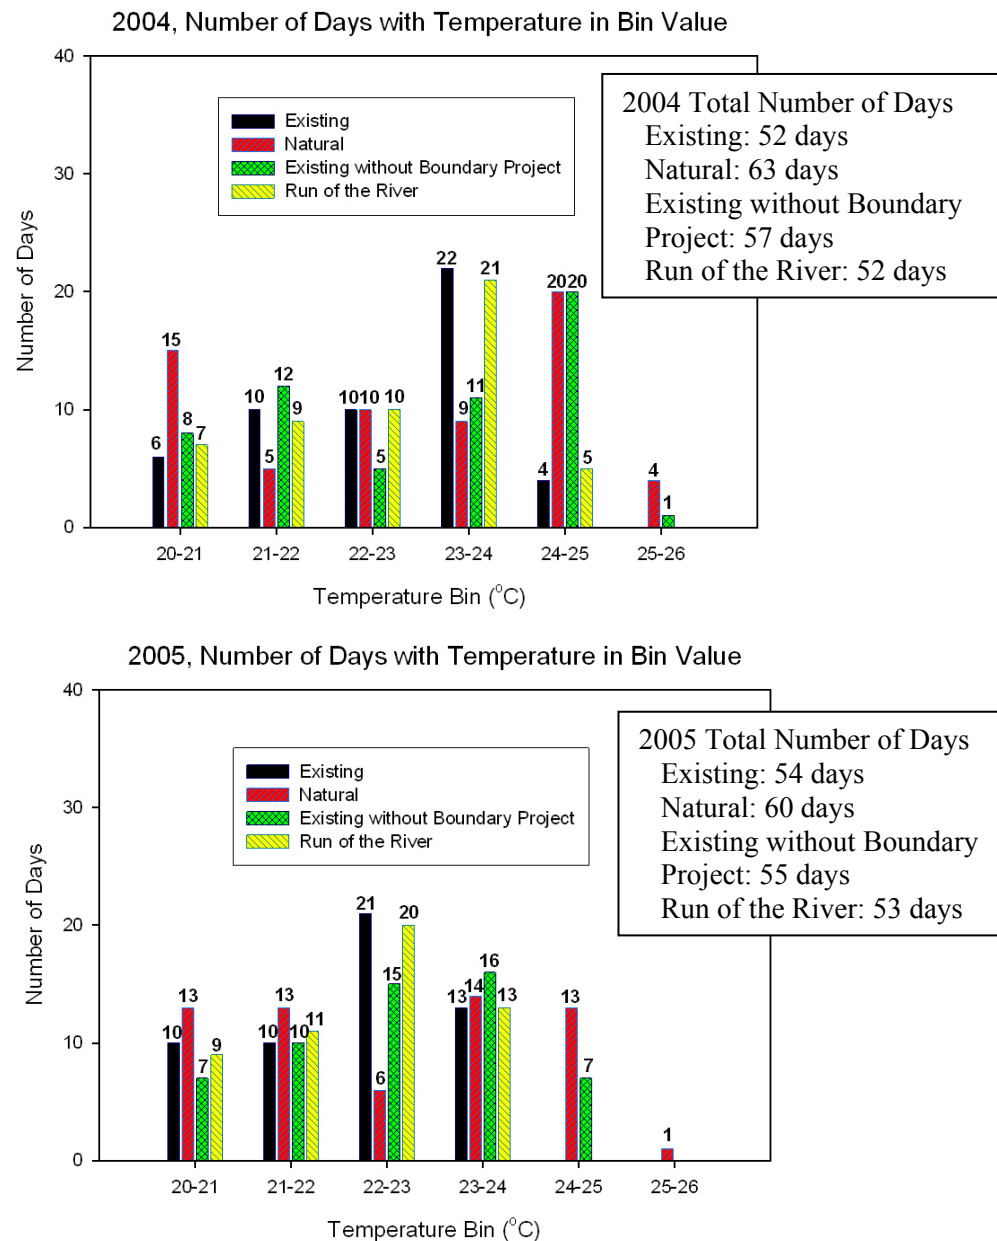 2004, Number of Days with Temperature in Bin Value
40
30
20
10
0
Number of Days
Existing
Natural
Existing without Boundary Project
Run of the River
2004 Total Number of Days
Existing: 52 days
Natural: 63 days
Existing without Boundary
Project: 57 days
Run of the River: 52 days
6 15 8 7
10 5 12 9
10 10 5 10
22 9 11 21
4 20 20 5
4 1
20-21 21-22 22-23 23-24 24-25 25-26
Temperature Bin (°C)
2005, Number of Days with Temperature in Bin Value
40
30
20
10
0
Number of Days
Existing
Natural
Existing without Boundary Project
Run of the River
2005 Total Number of Days
Existing: 54 days
Natural: 60 days
Existing without Boundary
Project: 55 days
Run of the River: 53 days
10 13 7 9
10 13 10 11
21 6 15 20
13 14 16 13
13 7
1
20-21 21-22 22-23 23-24 24-25 25-26
Temperature Bin (°C)